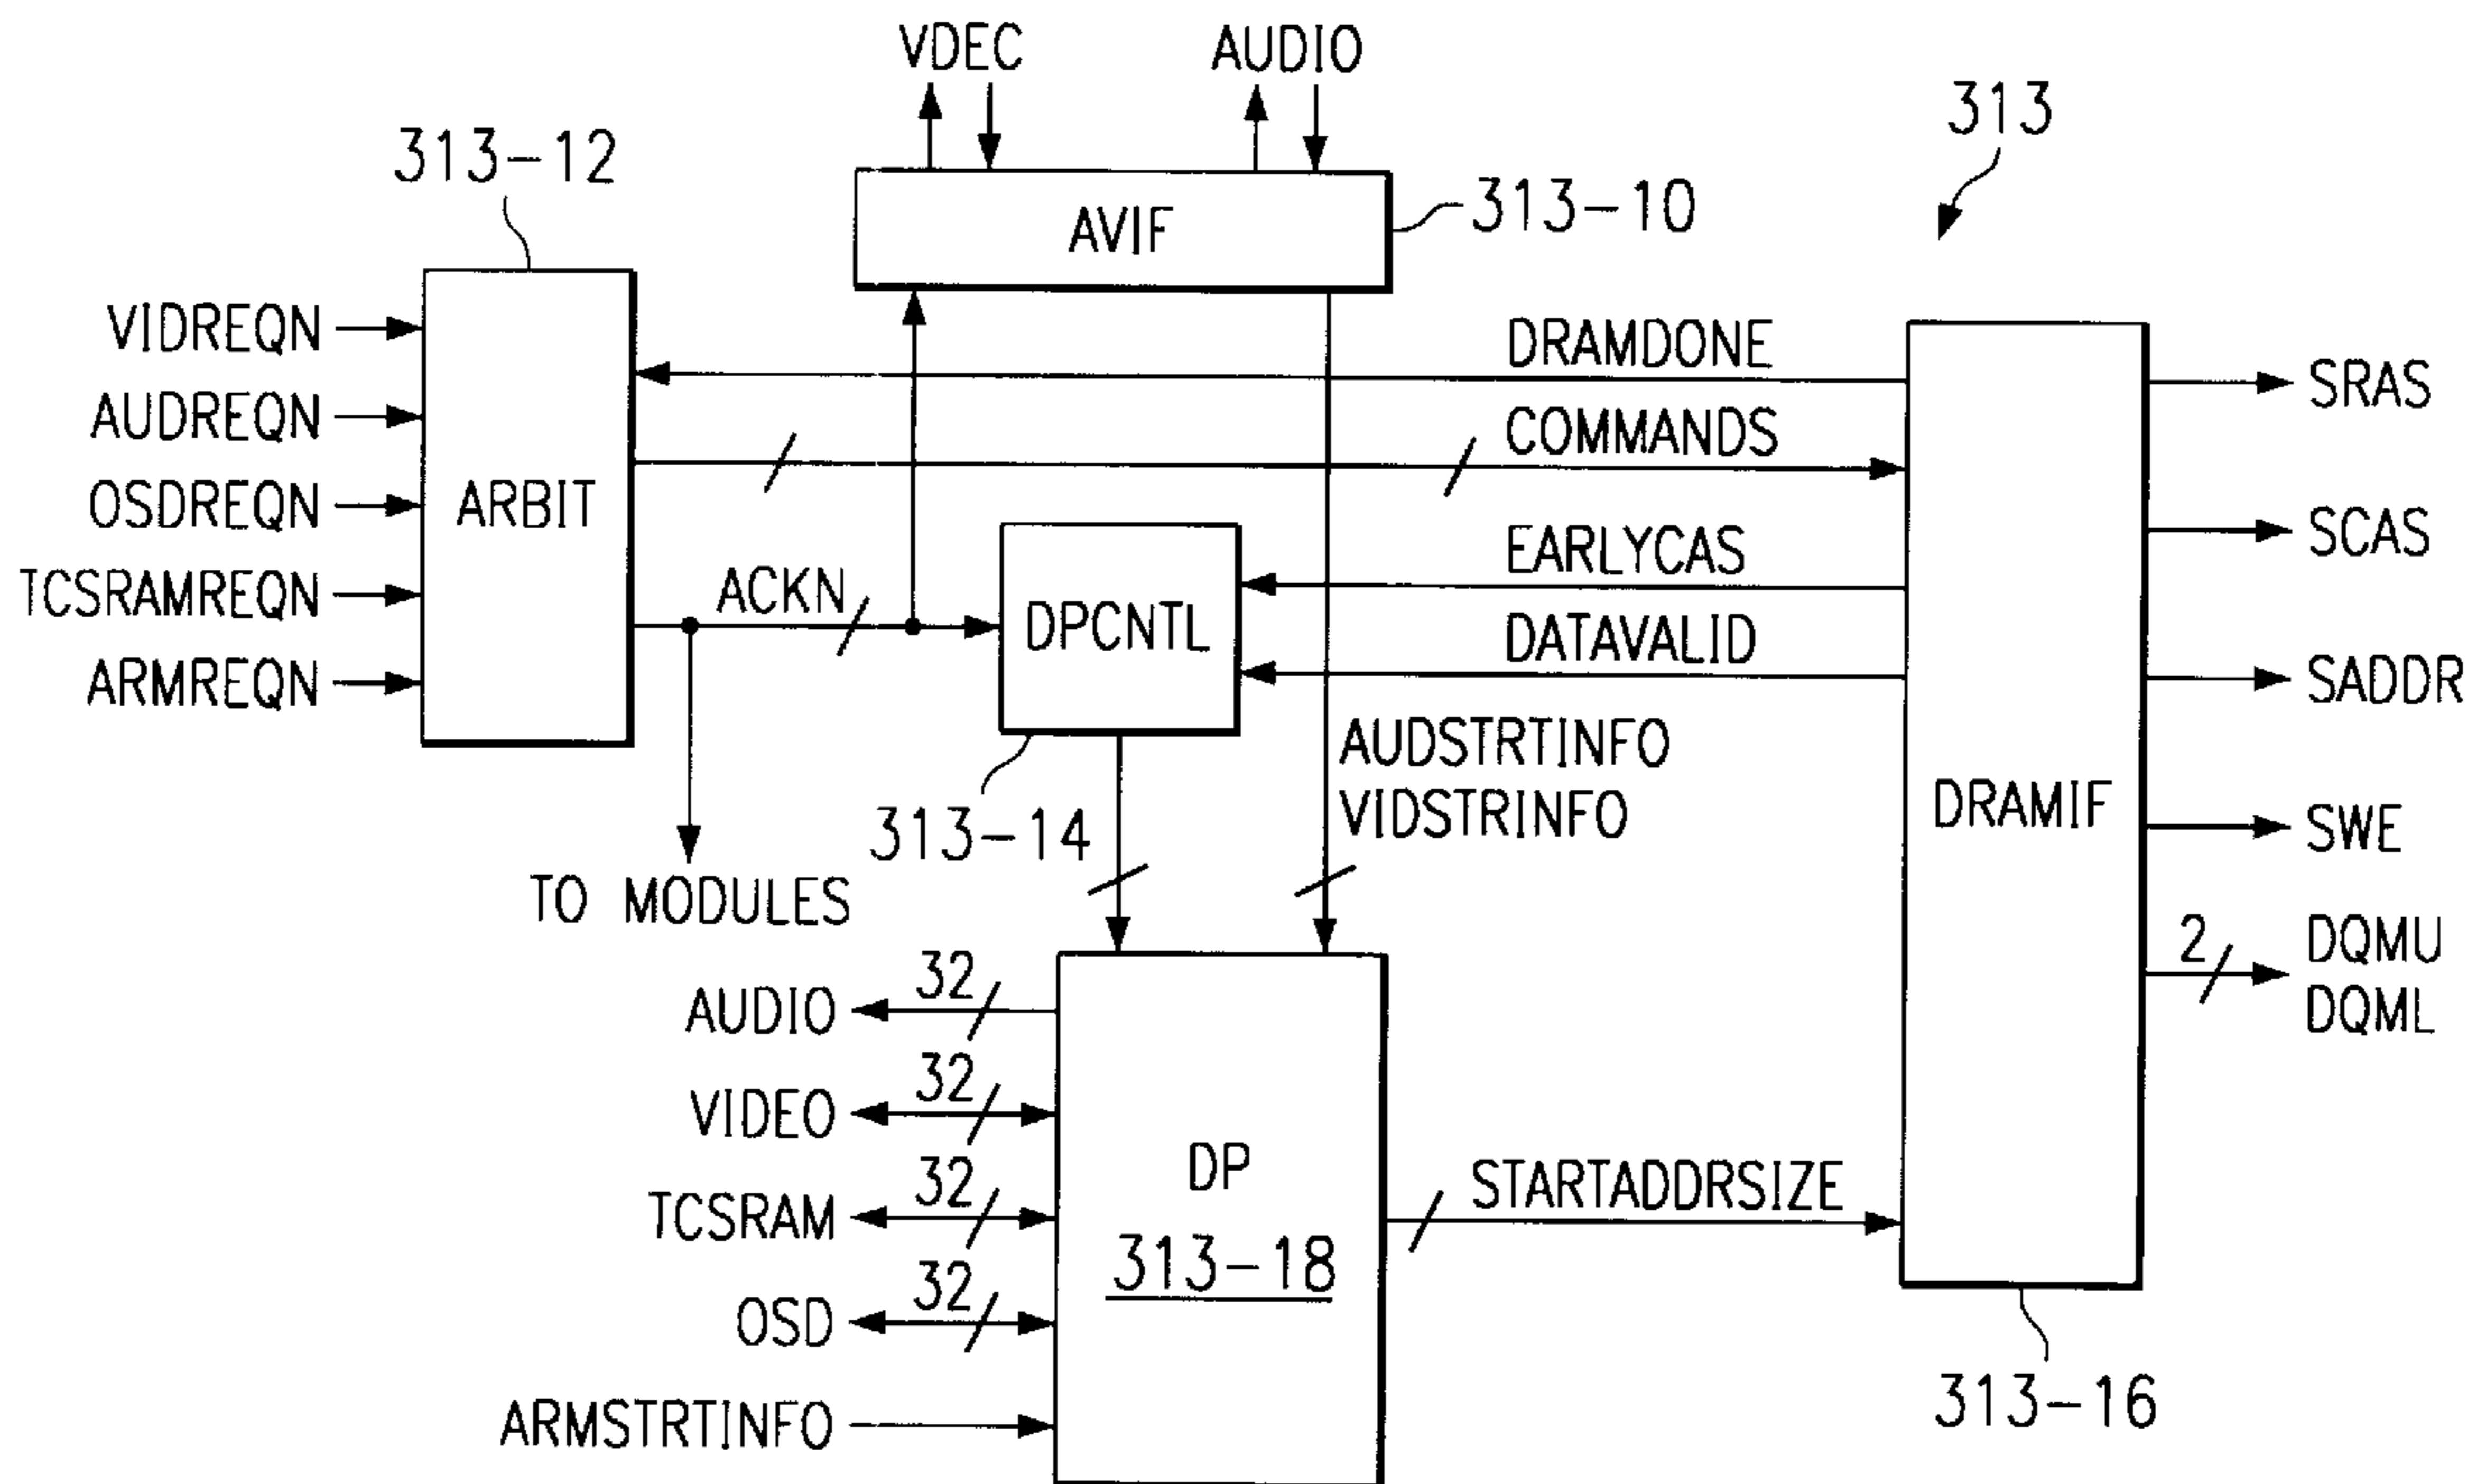 VDEC
AUDIO
313
313-12
313-10
AVIF
VIDREQN
AUDREQN
OSDREQN
TCSRAMREQN
ARMREQN
ARBIT
DRAMDONE
COMMANDS
EARLYCAS
DATAVALID
ACKN
DPCNTL
313-14
TO MODULES
AUDSTRTINFO
VIDSTRINFO
DRAMIF
SRAS
SCAS
SADDR
SWE
2
DQMU
DQML
AUDIO
32
VIDEO
32
TCSRAM
32
OSD
32
ARMSTRTINFO
DP
313-18
STARTADDRSIZE
313-16